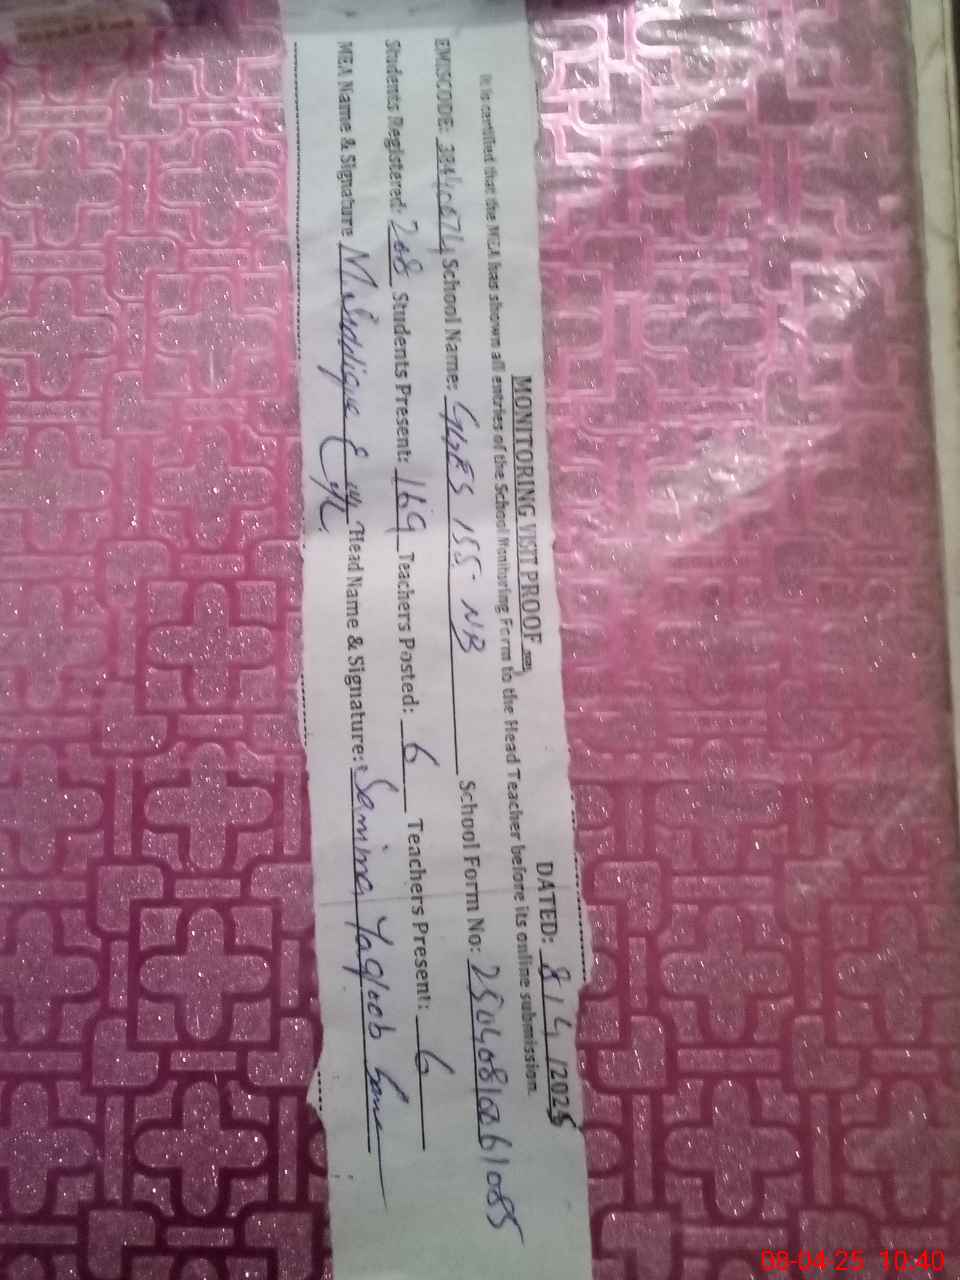 MONITORING VISIT PROOF DATED: 8/4/2025
It is certified that the MEA has shown all entries of the School Monitoring Form to the Head Teacher before its online submission.
EMISCODE: 38440674 School Name: GGES 155-NB School Form No: 2504081061085
Students Registered: 208 Students Present: 169 Teachers Posted: 6 Teachers Present: 6
MEA Name & Signature M. Siddique Head Name & Signature: Samina Yaqoob
08-04-25 10:40